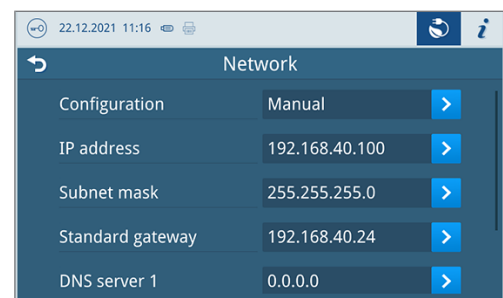 22.12.2021 11:16
i
Network
Configuration Manual
IP address 192.168.40.100
Subnet mask 255.255.255.0
Standard gateway 192.168.40.24
DNS server 1 0.0.0.0